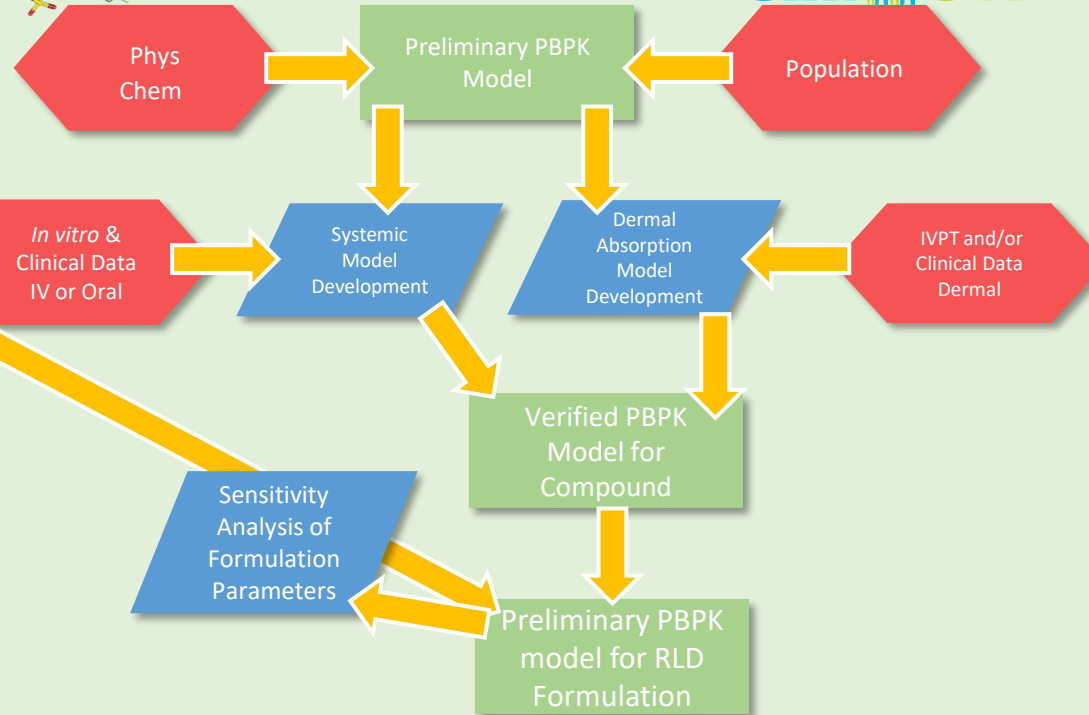 Phys
Chem
Preliminary PBPK
Model
Population
In vitro &
Clinical Data
IV or Oral
Systemic
Model
Development
Dermal
Absorption
Model
Development
IVPT and/or
Clinical Data
Dermal
Verified PBPK
Model for
Compound
Sensitivity
Analysis of
Formulation
Parameters
Preliminary PBPK
model for RLD
Formulation